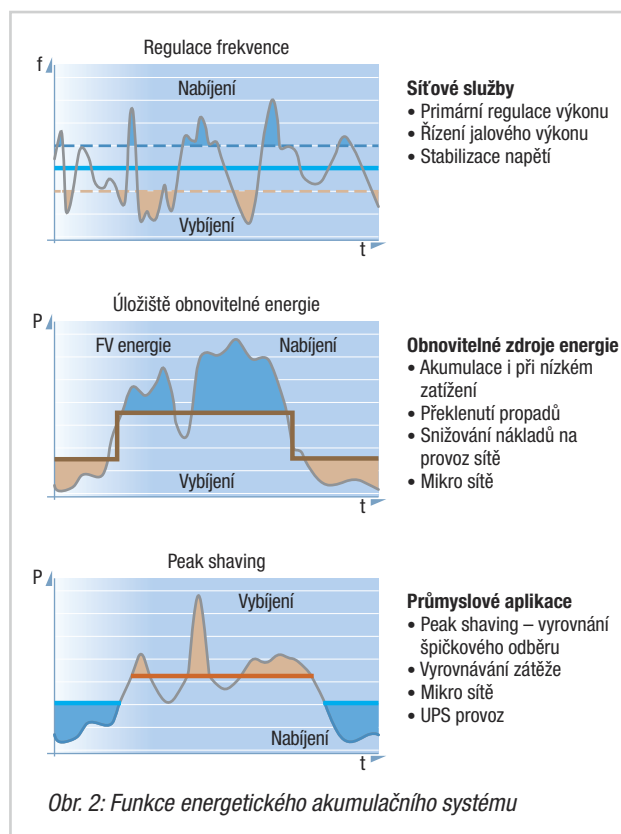 Regulace frekvence
f
Nabíjení
Vybíjení
t
Síťové služby
• Primární regulace výkonu
• Řízení jalového výkonu
• Stabilizace napětí
Úložiště obnovitelné energie
P
FV energie
Nabíjení
Vybíjení
t
Obnovitelné zdroje energie
• Akumulace i při nízkém
zatížení
• Překlenutí propadů
• Snižování nákladů na
provoz sítě
• Mikro sítě
Peak shaving
P
Vybíjení
Nabíjení
t
Průmyslové aplikace
• Peak shaving – vyrovnání
špičkového odběru
• Vyrovnávání zátěže
• Mikro sítě
• UPS provoz
Obr. 2: Funkce energetického akumulačního systému